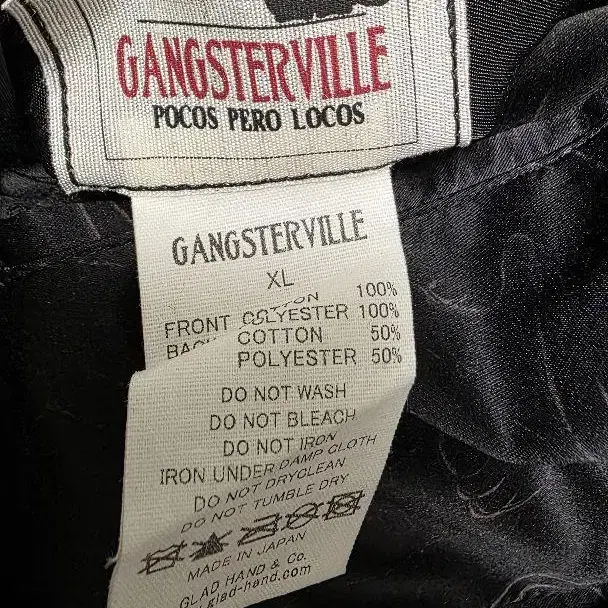 GANGSTERVILLE
POCOS PERO LOCOS
GANGSTERVILLE
XL
100%
FRONT POLYESTER 100%
BACK COTTON 50%
POLYESTER 50%
DO NOT WASH
DO NOT BLEACH
DO NOT IRON
IRON UNDER DAMP CLOTH
DO NOT DRYCLEAN
DO NOT TUMBLE DRY
MADE IN JAPAN
GLAD HAND & Co.
glad-hand.com